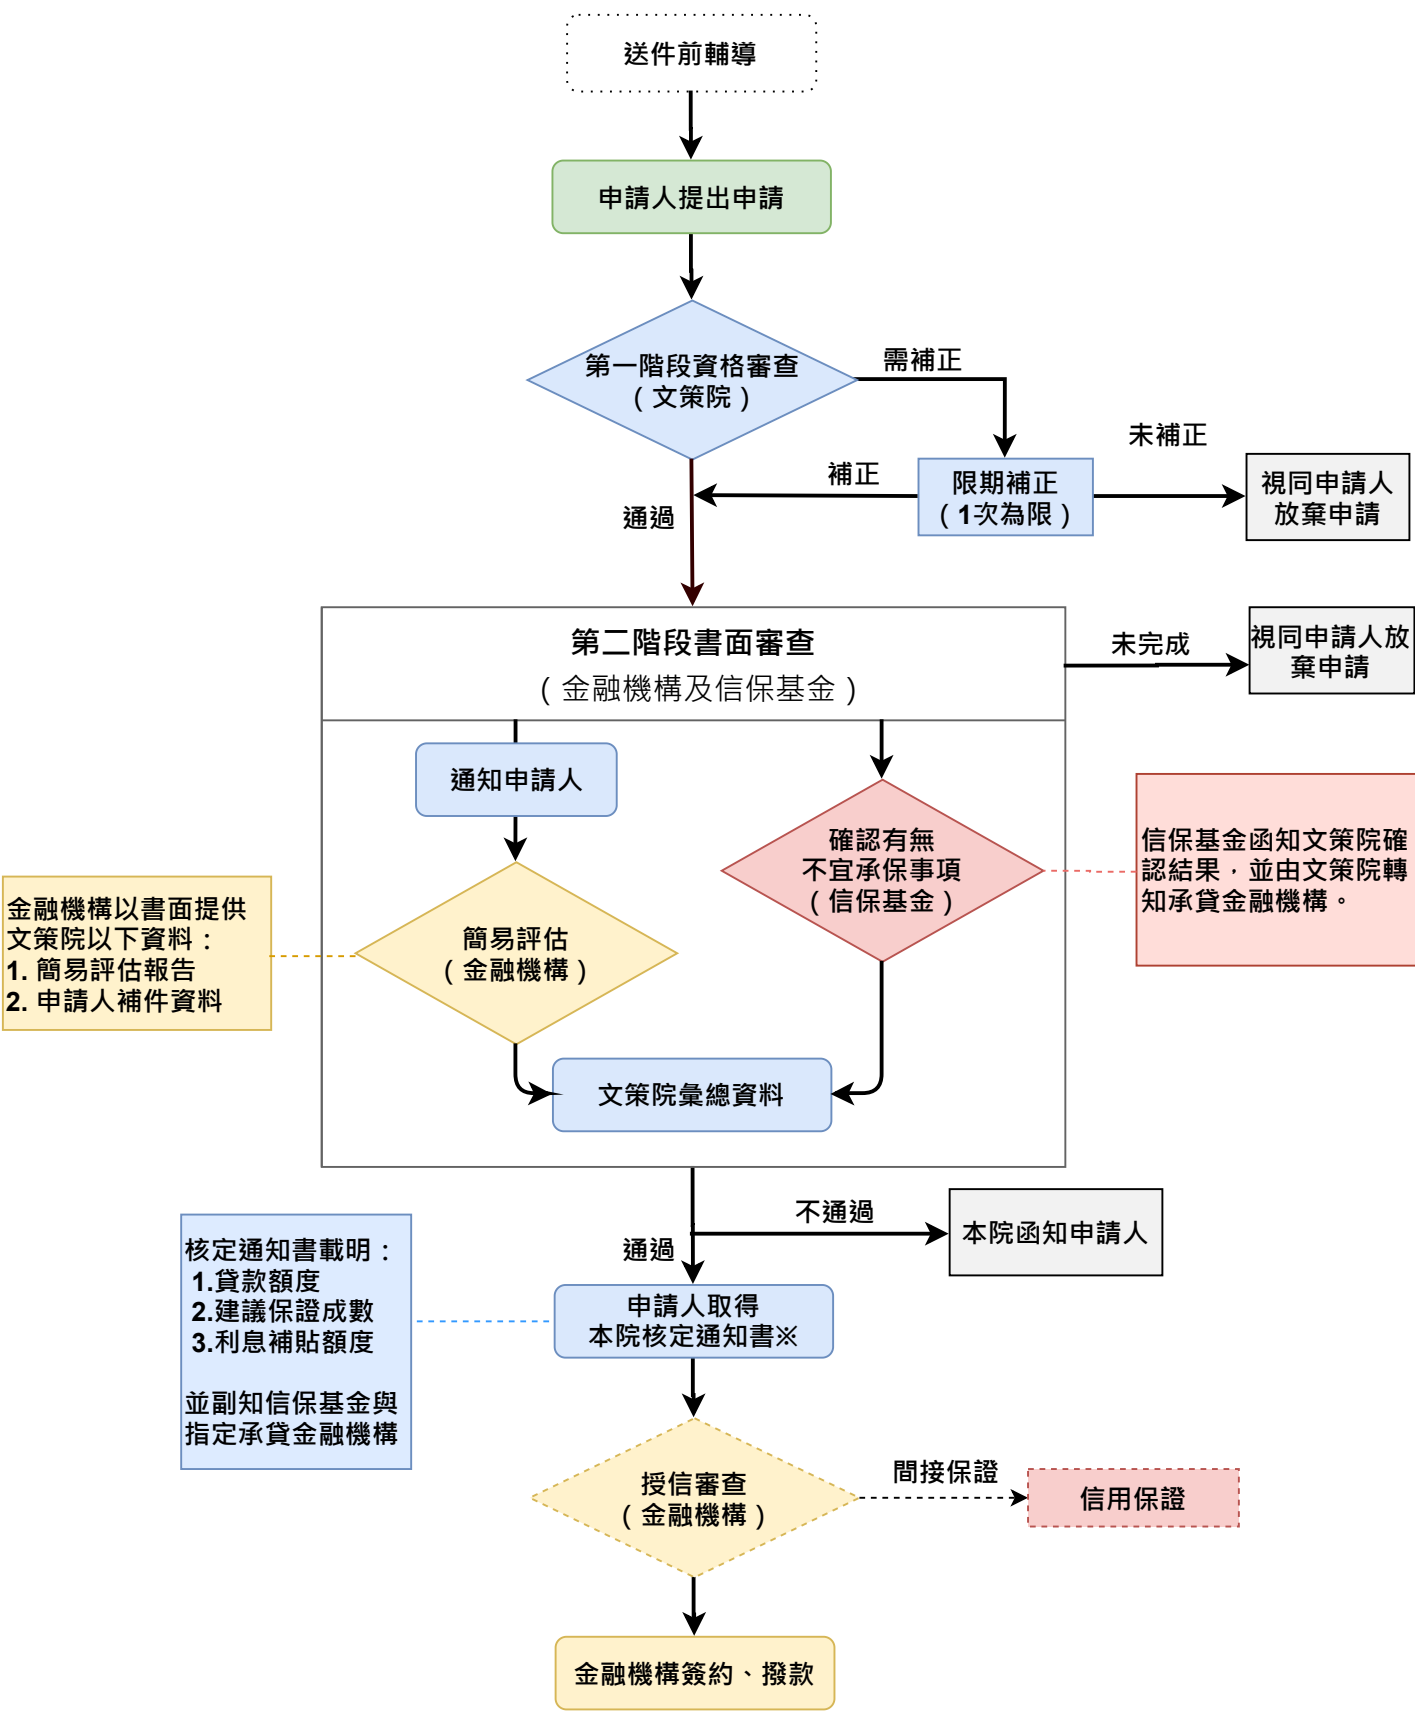 送件前輔導
申請人提出申請
第一階段資格審查
（文策院）
需補正
未補正
補正
限期補正
（1次為限）
視同申請人
放棄申請
通過
第二階段書面審查
（金融機構及信保基金）
未完成
視同申請人放
棄申請
通知申請人
確認有無
不宜承保事項
（信保基金）
信保基金函知文策院確
認結果，並由文策院轉
知承貸金融機構。
金融機構以書面提供
文策院以下資料：
1. 簡易評估報告
2. 申請人補件資料
簡易評估
（金融機構）
文策院彙總資料
不通過
本院函知申請人
通過
核定通知書載明：
1.貸款額度
2.建議保證成數
3.利息補貼額度
並副知信保基金與
指定承貸金融機構
申請人取得
本院核定通知書※
授信審查
（金融機構）
間接保證
信用保證
金融機構簽約、撥款